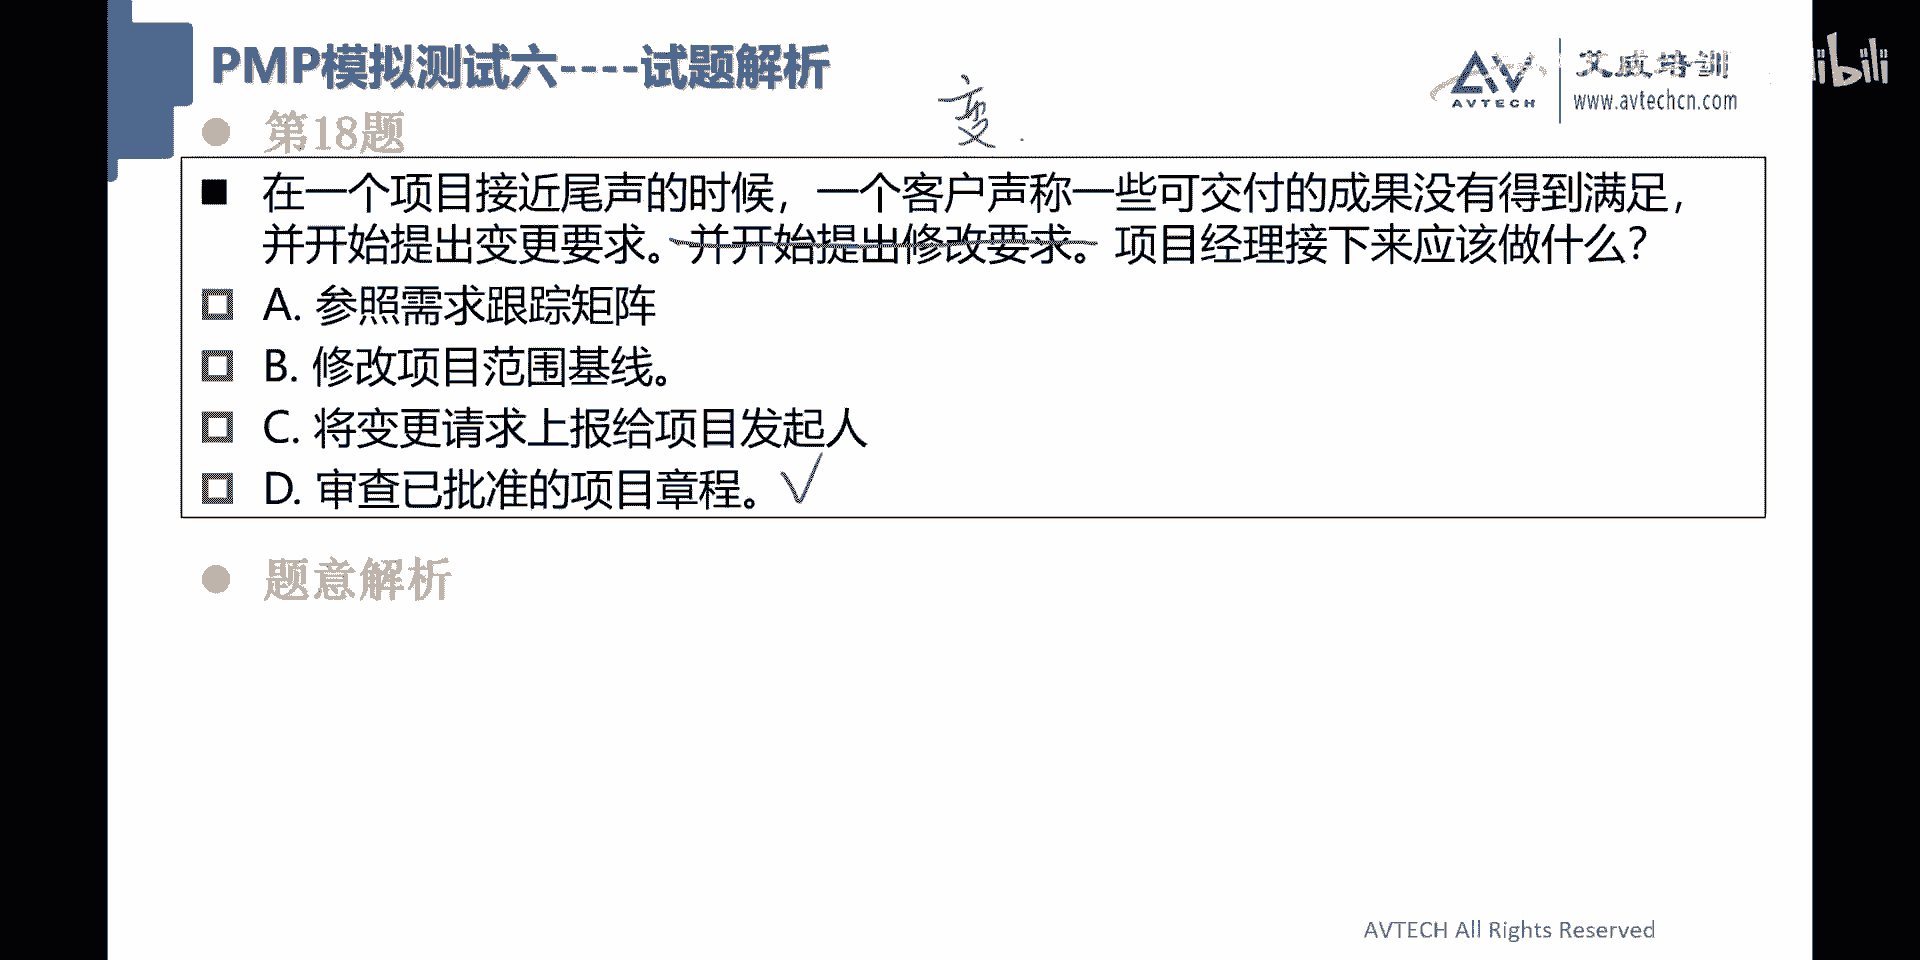 PMP模拟测试六----试题解析
变
AVTECH
艾威培训
www.avtechcn.com
libili
第18题
在一个项目接近尾声的时候，一个客户声称一些可交付的成果没有得到满足，
并开始提出变更要求。并开始提出修改要求。项目经理接下来应该做什么？
A. 参照需求跟踪矩阵
B. 修改项目范围基线。
C. 将变更请求上报给项目发起人
D. 审查已批准的项目章程。
题意解析
AVTECH All Rights Reserved